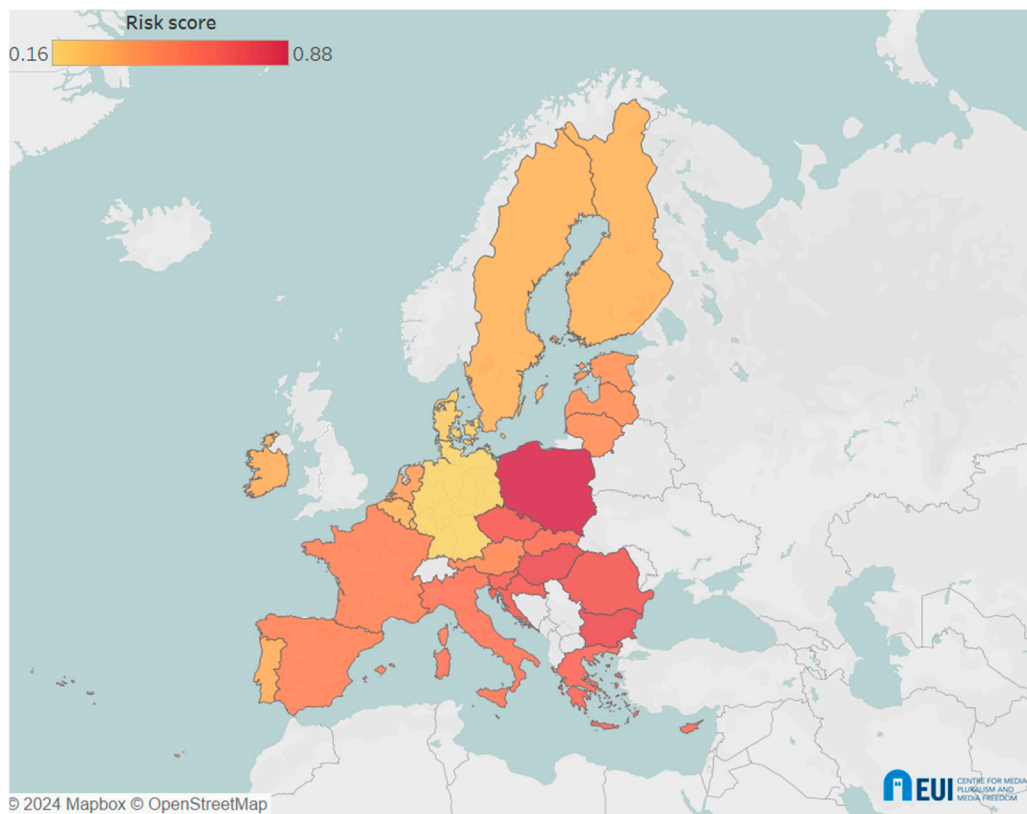 Risk score
0.16
0.88
© 2024 Mapbox © OpenStreetMap
EUI
CENTRE FOR MEDIA
PLURALISM AND
MEDIA FREEDOM